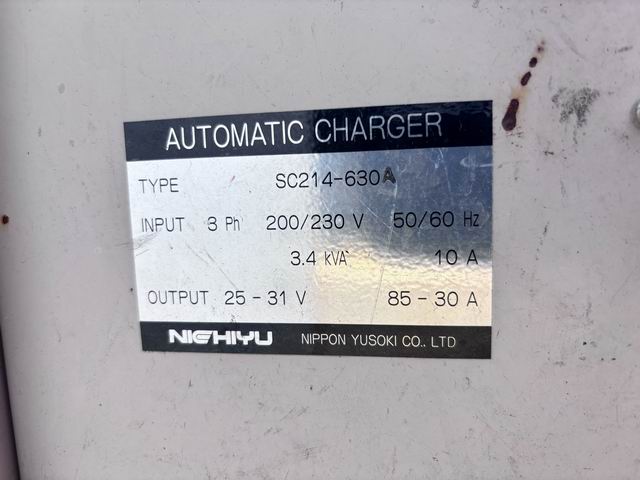 AUTOMATIC CHARGER
TYPE SC214-630A
INPUT 3 Ph 200/230 V 50/60 Hz
3.4 kVA 10 A
OUTPUT 25 - 31 V 85 - 30 A
NICHIYU NIPPON YUSOKI CO., LTD